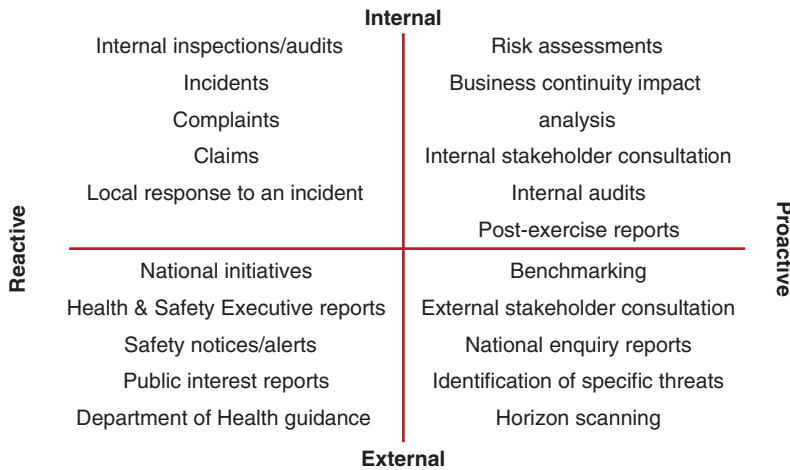 Internal
Internal inspections/audits
Incidents
Complaints
Claims
Local response to an incident
Risk assessments
Business continuity impact
analysis
Internal stakeholder consultation
Internal audits
Post-exercise reports
Reactive
Proactive
National initiatives
Health & Safety Executive reports
Safety notices/alerts
Public interest reports
Department of Health guidance
Benchmarking
External stakeholder consultation
National enquiry reports
Identification of specific threats
Horizon scanning
External